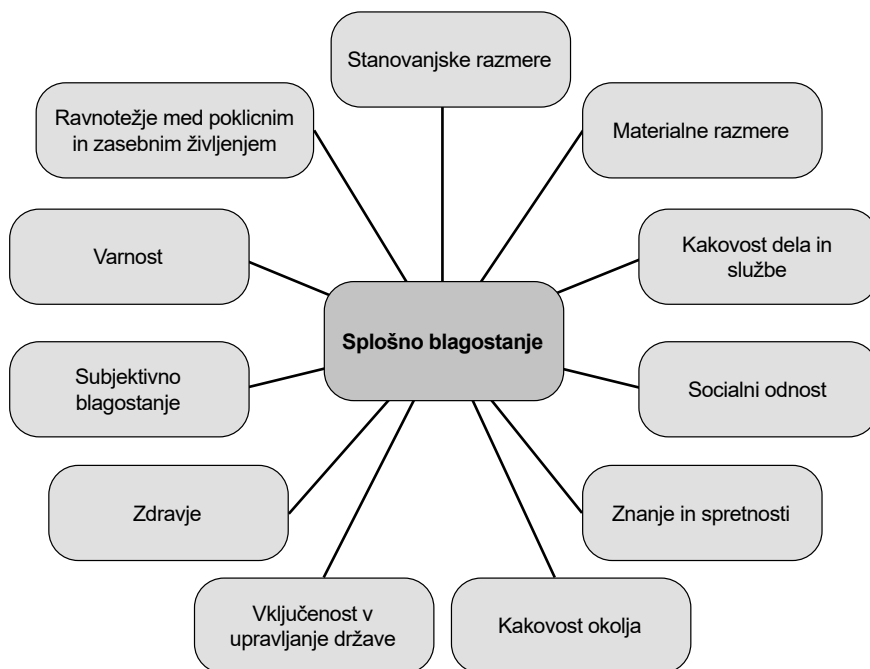 Stanovanjske razmere
Ravnotežje med poklicnim
in zasebnim življenjem
Materialne razmere
Varnost
Kakovost dela in
službe
Splošno blagostanje
Subjektivno
blagostanje
Socialni odnost
Zdravje
Znanje in spretnosti
Vključenost v
upravljanje države
Kakovost okolja